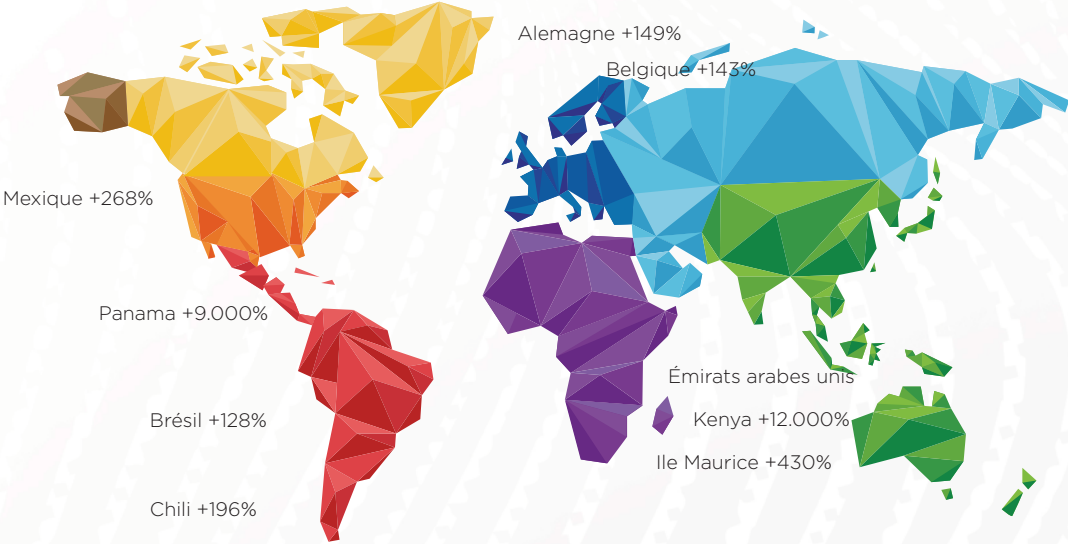 Alemagne +149%
Belgique +143%
Mexique +268%
Panama +9.000%
Émirats arabes unis
Brésil +128%
Kenya +12.000%
Ile Maurice +430%
Chili +196%